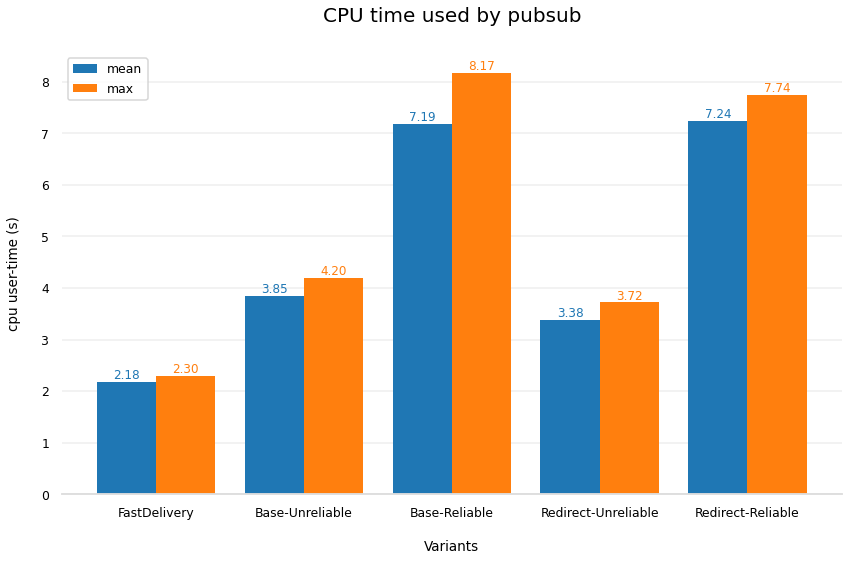 CPU time used by pubsub
mean
max
cpu user-time (s)
8
7
6
5
4
3
2
1
0
2.18
2.30
3.85
4.20
7.19
8.17
3.38
3.72
7.24
7.74
FastDelivery
Base-Unreliable
Base-Reliable
Redirect-Unreliable
Redirect-Reliable
Variants